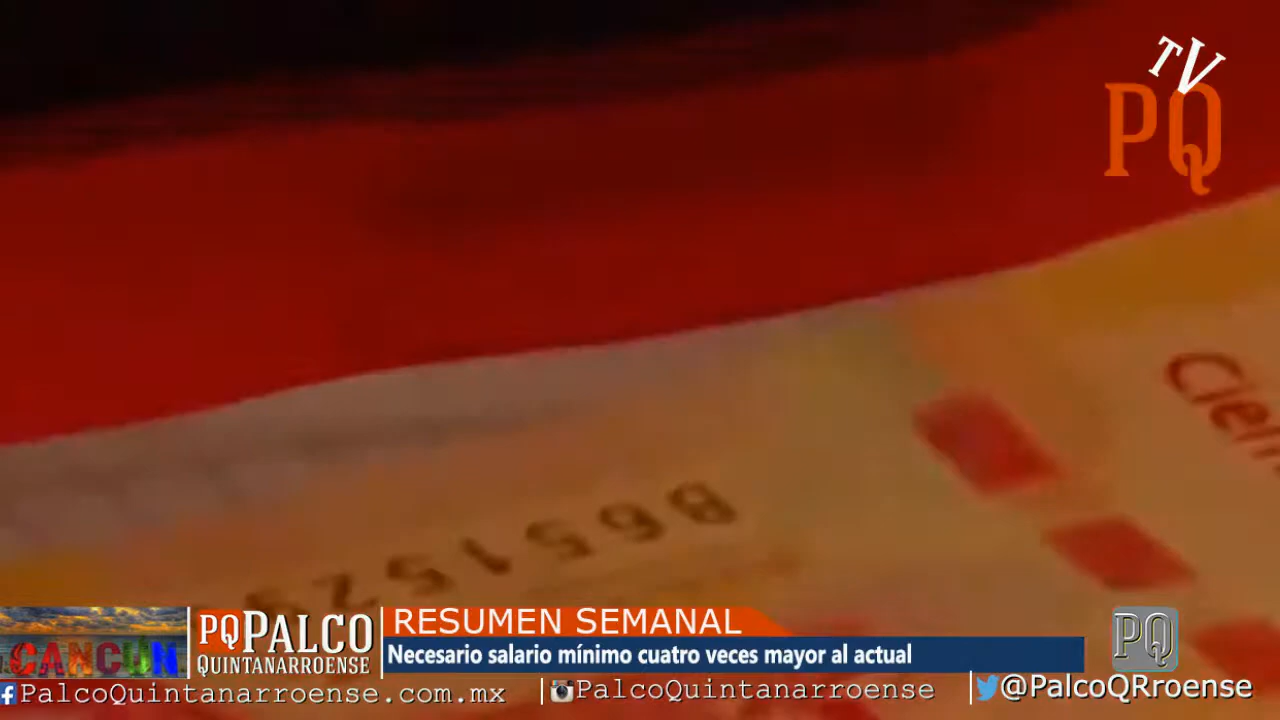 TV
PQ
RESUMEN SEMANAL
PQ PALCO
QUINTANARROENSE
Necesario salario mínimo cuatro veces mayor al actual
PQ
CANCÚN
PalcoQuintanarroense.com.mx
PalcoQuintanarroense
@PalcoQRroense